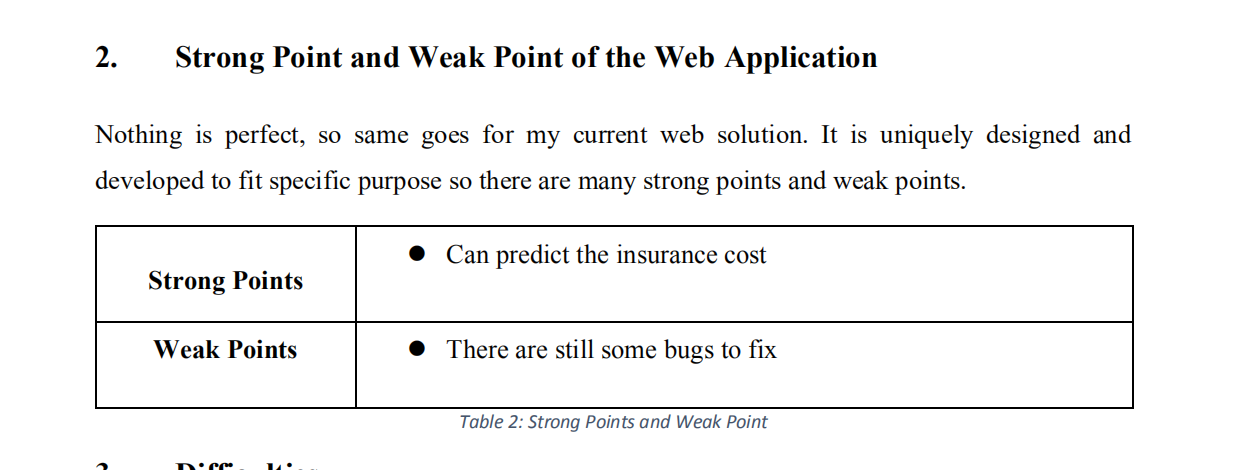 2. Strong Point and Weak Point of the Web Application
Nothing is perfect, so same goes for my current web solution. It is uniquely designed and
developed to fit specific purpose so there are many strong points and weak points.
● Can predict the insurance cost
Strong Points
Weak Points ● There are still some bugs to fix
Table 2: Strong Points and Weak Point
3. Difficulties